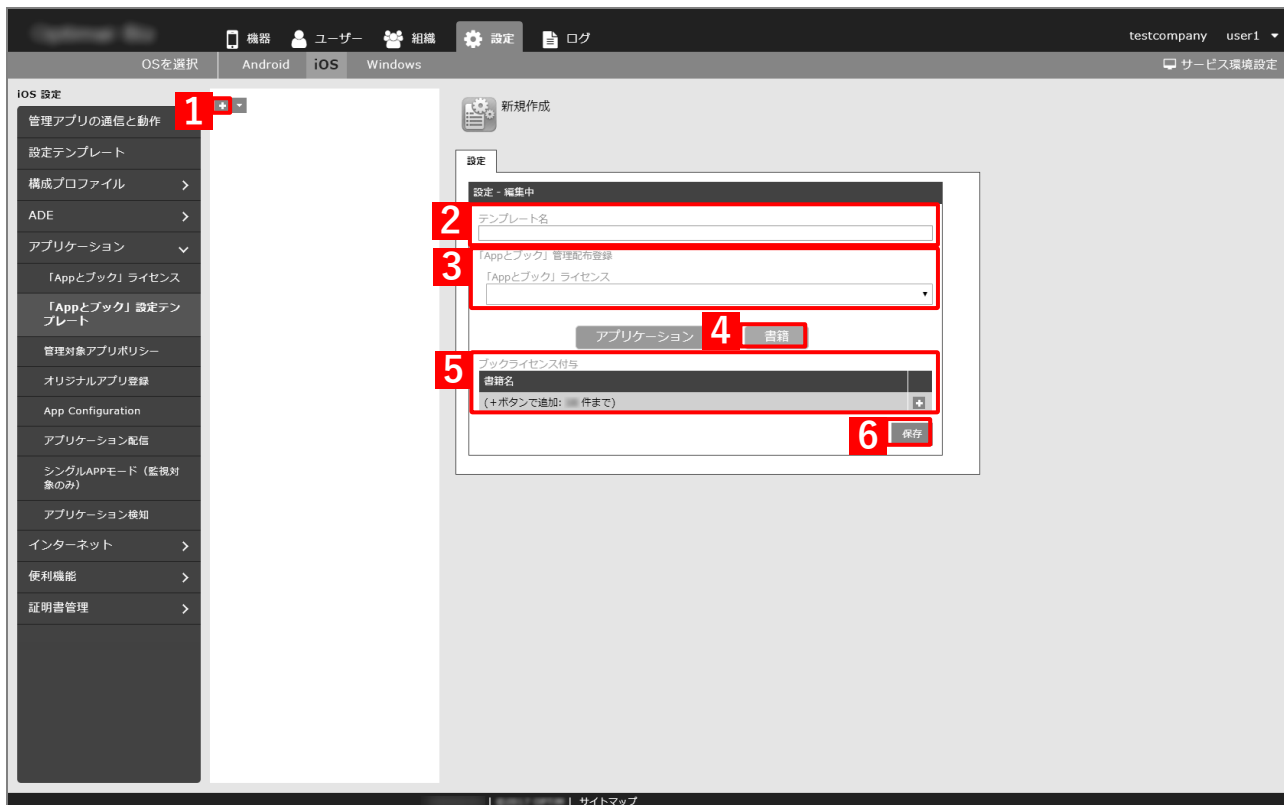 機器 ユーザー 組織 設定 ログ testcompany user1
OSを選択 Android iOS Windows サービス環境設定
iOS 設定
管理アプリの通信と動作
設定テンプレート
構成プロファイル
ADE
アプリケーション
「Appとブック」ライセンス
「Appとブック」設定テン
プレート
管理対象アプリポリシー
オリジナルアプリ登録
App Configuration
アプリケーション配信
シングルAPPモード（監視対
象のみ）
アプリケーション検知
インターネット
便利機能
証明書管理
1
新規作成
設定
設定 - 編集中
2
テンプレート名
3
「Appとブック」管理配布登録
「Appとブック」ライセンス
アプリケーション
4
書籍
5
ブックライセンス付与
書籍名
(+ボタンで追加: 件まで)
6
保存
| | サイトマップ